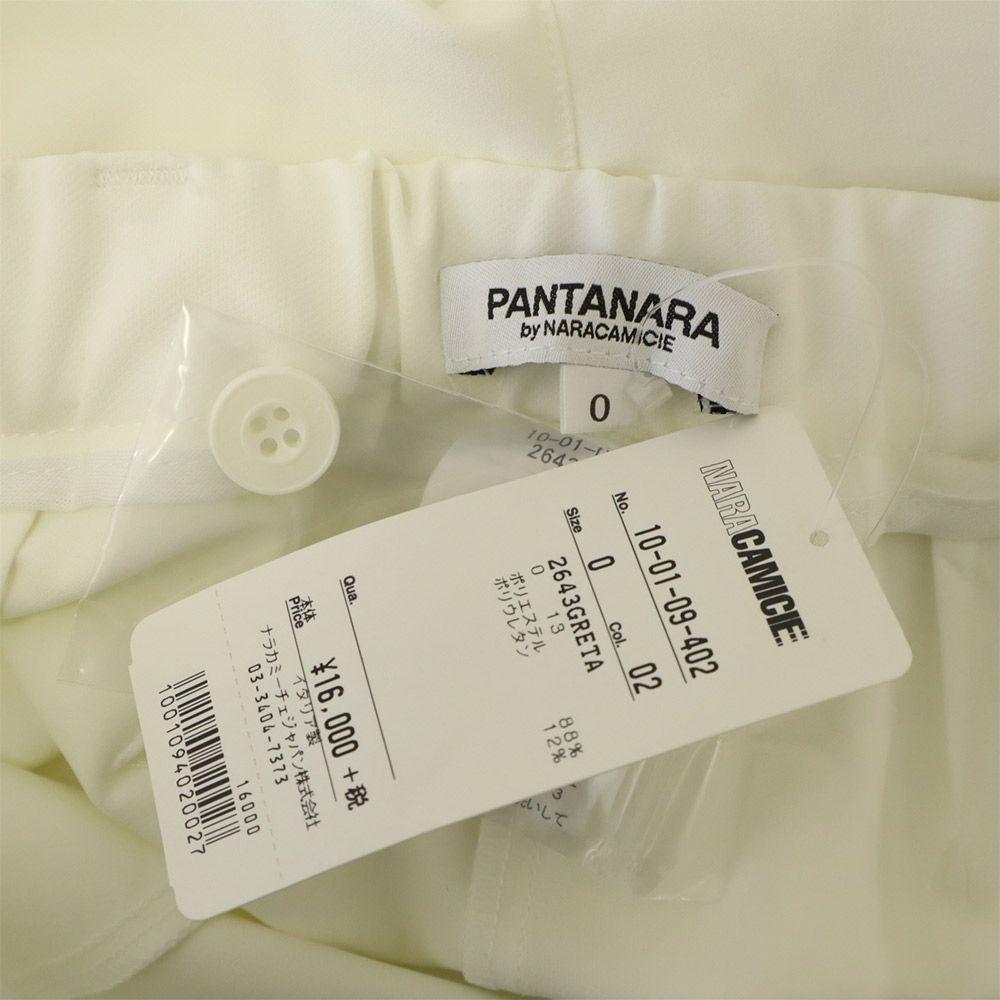 PANTANARA
by NARACAMICIE
0
10-01-
264
NARACAMICIE
No. 10-01-09-402
Size 0 Col. 02
2643GRETA
0 13
ポリエステル 88%
ポリウレタン 12%
Qua.
本体
Price ¥16,000 +税
イタリア製
ナラカミーチェジャパン株式会社
03-3404-7373
16000
1001094020027